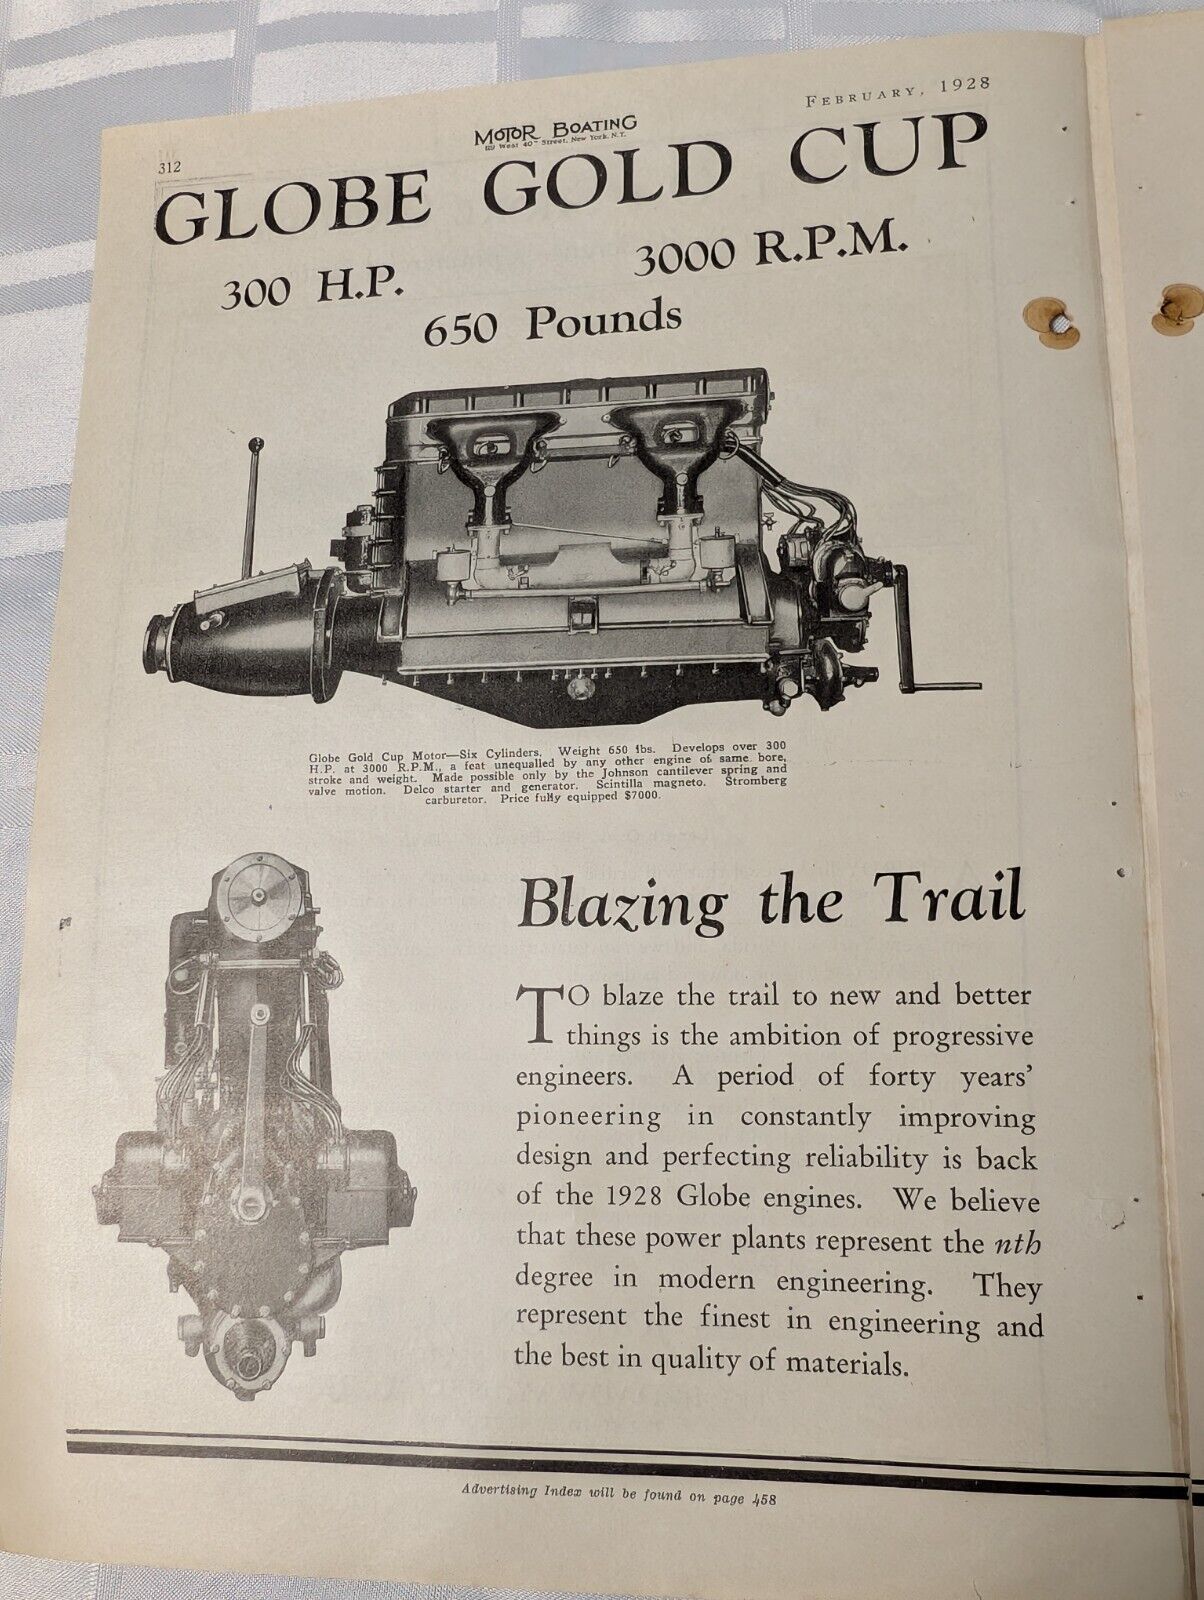 312
MOTOR BOATING
119 West 40TH Street, New York, N.Y.
FEBRUARY, 1928
GLOBE GOLD CUP
300 H.P. 3000 R.P.M.
650 Pounds
Globe Gold Cup Motor—Six Cylinders. Weight 650 lbs. Develops over 300
H.P. at 3000 R.P.M., a feat unequalled by any other engine of same bore,
stroke and weight. Made possible only by the Johnson cantilever spring and
valve motion. Delco starter and generator. Scintilla magneto. Stromberg
carburetor. Price fully equipped $7000.
Blazing the Trail
TO blaze the trail to new and better
things is the ambition of progressive
engineers. A period of forty years'
pioneering in constantly improving
design and perfecting reliability is back
of the 1928 Globe engines. We believe
that these power plants represent the nth
degree in modern engineering. They
represent the finest in engineering and
the best in quality of materials.
Advertising Index will be found on page 458